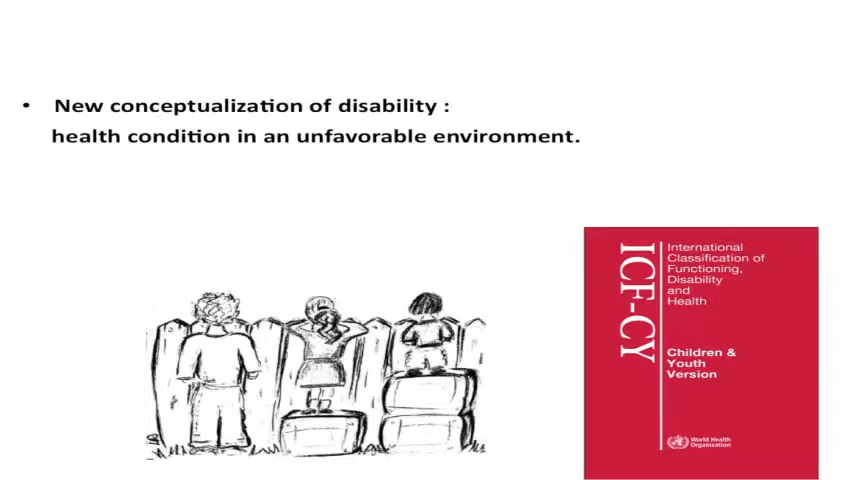 • New conceptualization of disability :
health condition in an unfavorable environment.
ICF-CY
International
Classification of
Functioning,
Disability
and
Health
Children &
Youth
Version
World Health
Organization